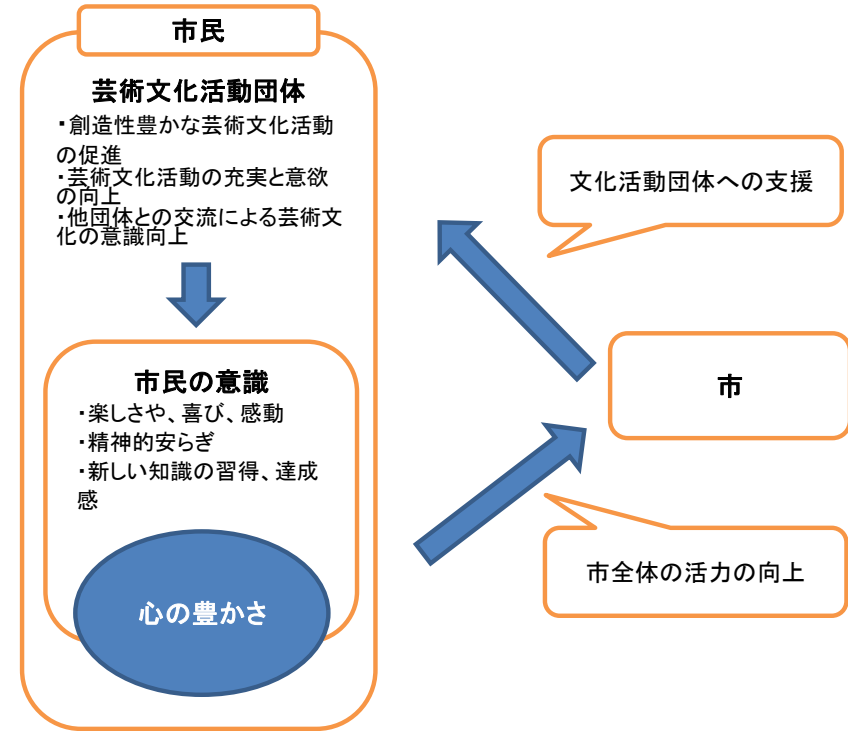 市民
芸術文化活動団体
・創造性豊かな芸術文化活動
の促進
・芸術文化活動の充実と意欲
の向上
・他団体との交流による芸術文
化の意識向上
市民の意識
・楽しさや、喜び、感動
・精神的安らぎ
・新しい知識の習得、達成
感
心の豊かさ
文化活動団体への支援
市
市全体の活力の向上